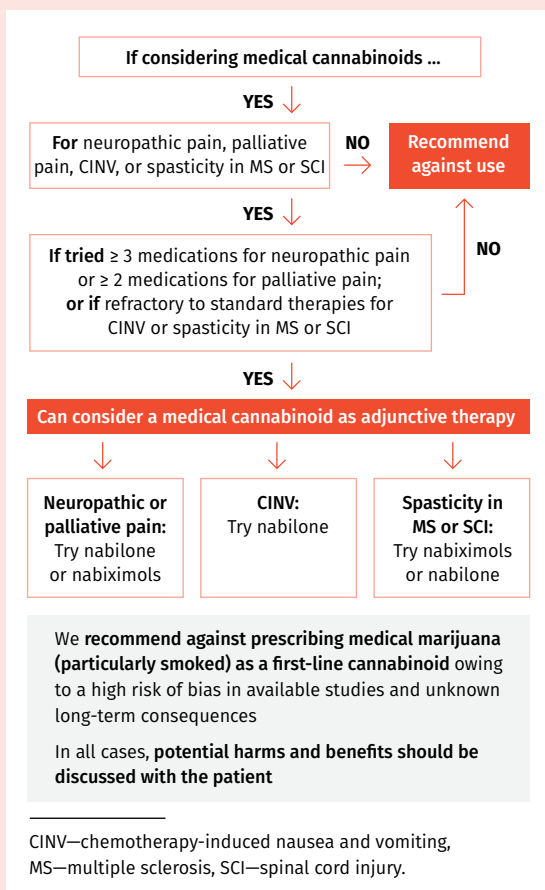 If considering medical cannabinoids ...
YES
For neuropathic pain, palliative
pain, CINV, or spasticity in MS or SCI
NO
Recommend
against use
YES
If tried ≥ 3 medications for neuropathic pain
or ≥ 2 medications for palliative pain;
or if refractory to standard therapies for
CINV or spasticity in MS or SCI
NO
YES
Can consider a medical cannabinoid as adjunctive therapy
Neuropathic or
palliative pain:
Try nabilone
or nabiximols
CINV:
Try nabilone
Spasticity in
MS or SCI:
Try nabiximols
or nabilone
We recommend against prescribing medical marijuana
(particularly smoked) as a first-line cannabinoid owing
to a high risk of bias in available studies and unknown
long-term consequences
In all cases, potential harms and benefits should be
discussed with the patient
CINV—chemotherapy-induced nausea and vomiting,
MS—multiple sclerosis, SCI—spinal cord injury.